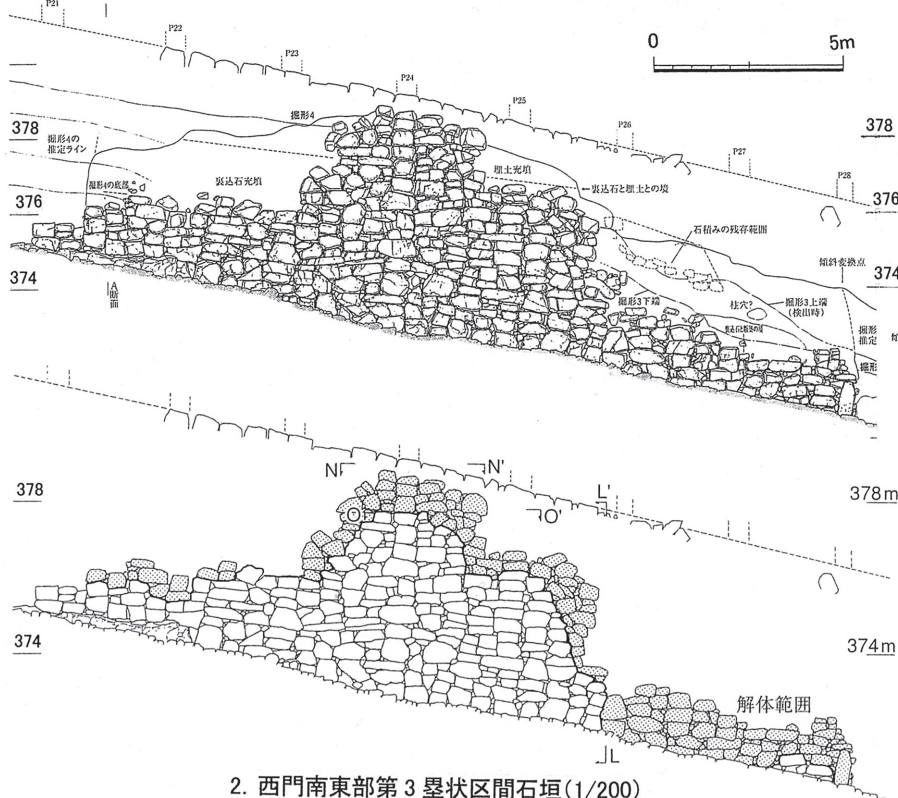 P21
P22
P23
P24
P25
P26
P27
P28
0 5m
378
掘形4
378
掘形4の
推定ライン
掘形4の底部
裏込石充填
埋土充填
←裏込石と埋土との境
376
376
石積みの残存範囲
374
A断面
傾斜変換点
374
掘形3下端
柱穴?
掘形3上端
(検出時)
掘形
推定
掘形
N N'
L'
378
O O'
378m
374
374m
解体範囲
L
2. 西門南東部第3塁状区間石垣(1/200)